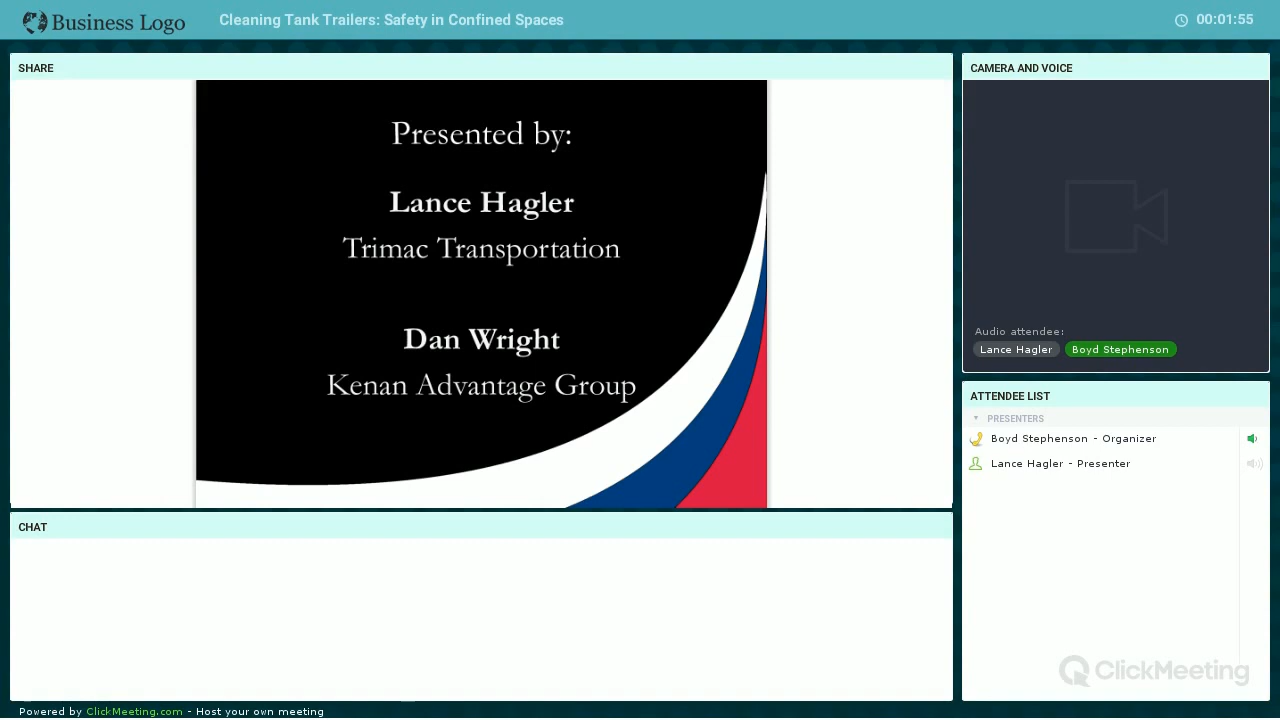 Business Logo
Cleaning Tank Trailers: Safety in Confined Spaces
00:01:55
SHARE
Presented by:
Lance Hagler
Trimac Transportation
Dan Wright
Kenan Advantage Group
CAMERA AND VOICE
Audio attendee:
Lance Hagler Boyd Stephenson
ATTENDEE LIST
PRESENTERS
Boyd Stephenson - Organizer
Lance Hagler - Presenter
CHAT
ClickMeeting
Powered by ClickMeeting.com - Host your own meeting